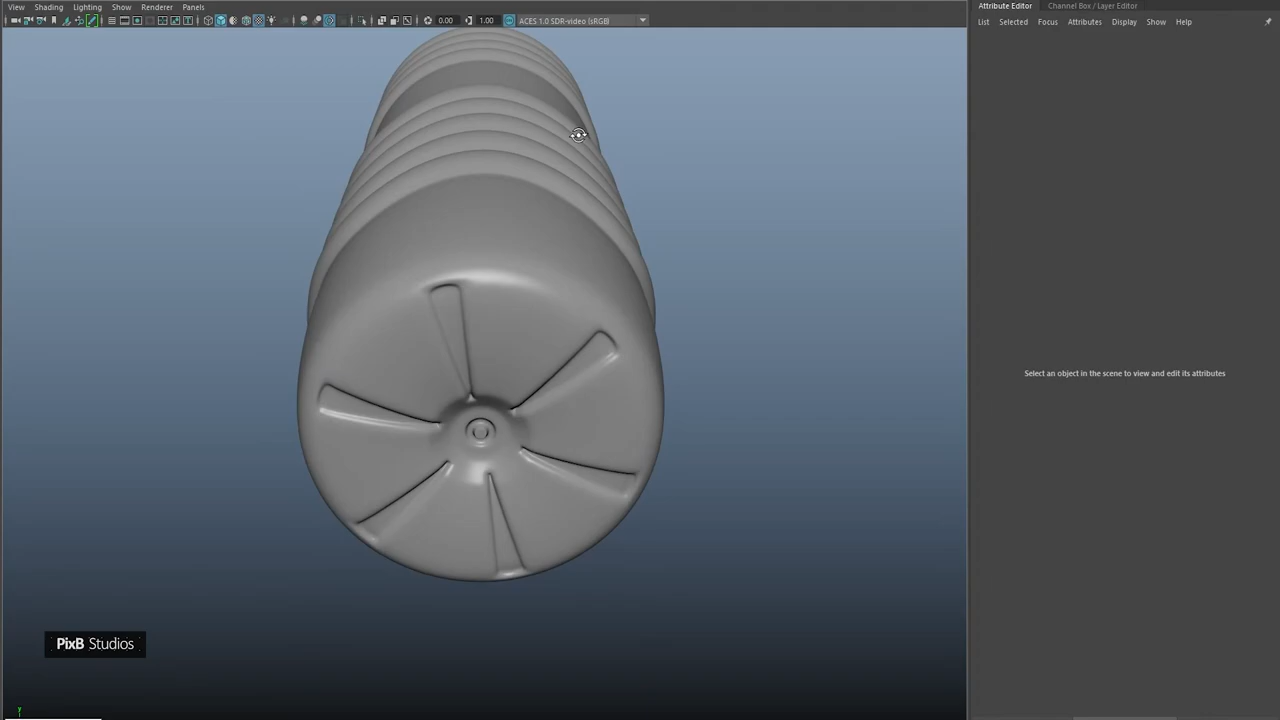 View Shading Lighting Show Renderer Panels
0.00 1.00 ACES 1.0 SDR-video (sRGB)
Attribute Editor Channel Box / Layer Editor
List Selected Focus Attributes Display Show Help
Select an object in the scene to view and edit its attributes
PixB Studios
y